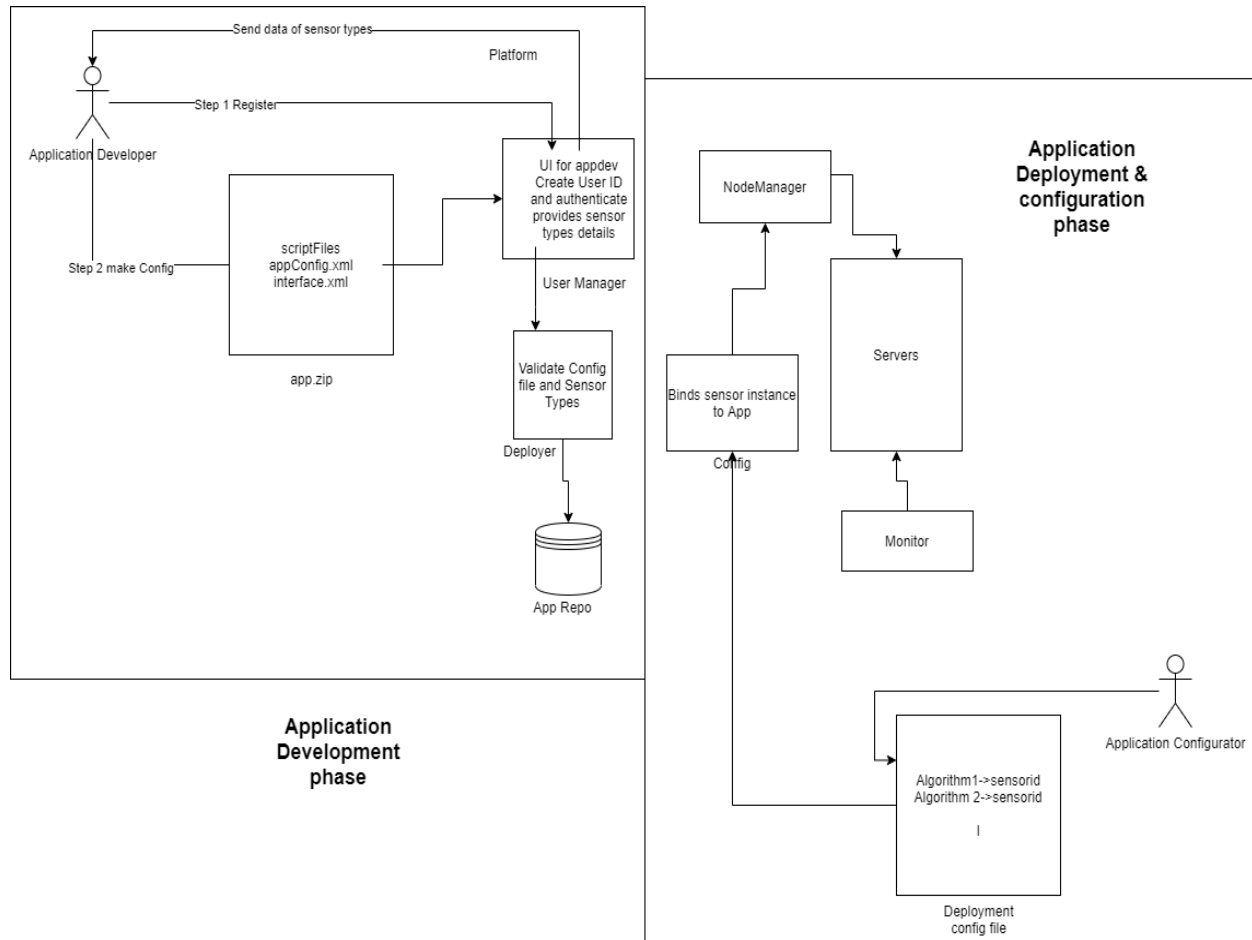 Send data of sensor types
Platform
Step 1 Register
Application Developer
UI for appdev
Create User ID
and authenticate
provides sensor
types details
scriptFiles
appConfig.xml
interface.xml
Step 2 make Config
User Manager
app.zip
Validate Config
file and Sensor
Types
Deployer
App Repo
Application
Development
phase
Application
Deployment &
configuration
phase
NodeManager
Servers
Binds sensor instance
to App
Config
Monitor
Application Configurator
Algorithm1->sensorid
Algorithm 2->sensorid
l
Deployment
config file